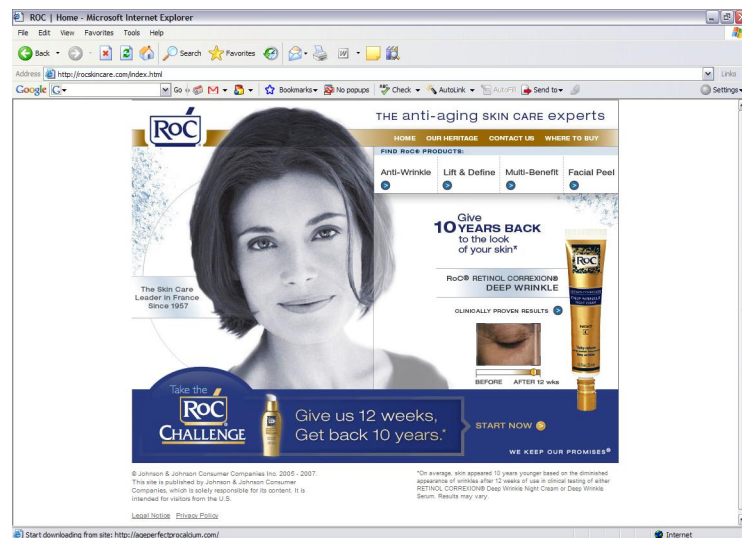 ROC | Home - Microsoft Internet Explorer
File Edit View Favorites Tools Help
Back Search Favorites
Address http://rocskincare.com/index.html Links
Google Go Bookmarks No popups Check AutoLink AutoFill Send to Settings
RoC
THE anti-aging SKIN CARE experts
HOME OUR HERITAGE CONTACT US WHERE TO BUY
FIND RoC® PRODUCTS:
Anti-Wrinkle Lift & Define Multi-Benefit Facial Peel
Give
10 YEARS BACK
to the look
of your skin*
RoC® RETINOL CORREXION®
DEEP WRINKLE
CLINICALLY PROVEN RESULTS
BEFORE AFTER 12 wks
RoC
The Skin Care
Leader in France
Since 1957
Take the
RoC
CHALLENGE
Give us 12 weeks,
Get back 10 years.*
START NOW
WE KEEP OUR PROMISES®
© Johnson & Johnson Consumer Companies Inc. 2005 - 2007.
This site is published by Johnson & Johnson Consumer
Companies, which is solely responsible for its content. It is
intended for visitors from the U.S.
Legal Notice Privacy Policy
*On average, skin appeared 10 years younger based on the diminished
appearance of wrinkles after 12 weeks of use in clinical testing of either
RETINOL CORREXION® Deep Wrinkle Night Cream or Deep Wrinkle
Serum. Results may vary.
Start downloading from site: http://ageperfectprocalcium.com/ Internet